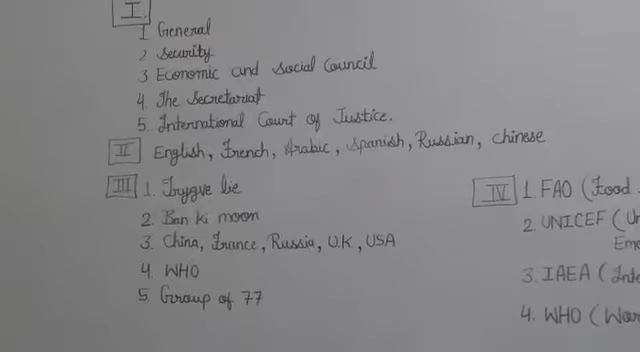 I.
1 General
2 Security
3 Economic and Social Council
4. The Secretariat
5. International Court of Justice.
II English, French, Arabic, Spanish, Russian, Chinese
III 1. Trygve lie
2. Ban ki moon
3. China, France, Russia, U.K, USA
4. WHO
5. Group of 77
IV 1. FAO (Food
2. UNICEF (
3. IAEA (
4. WHO (